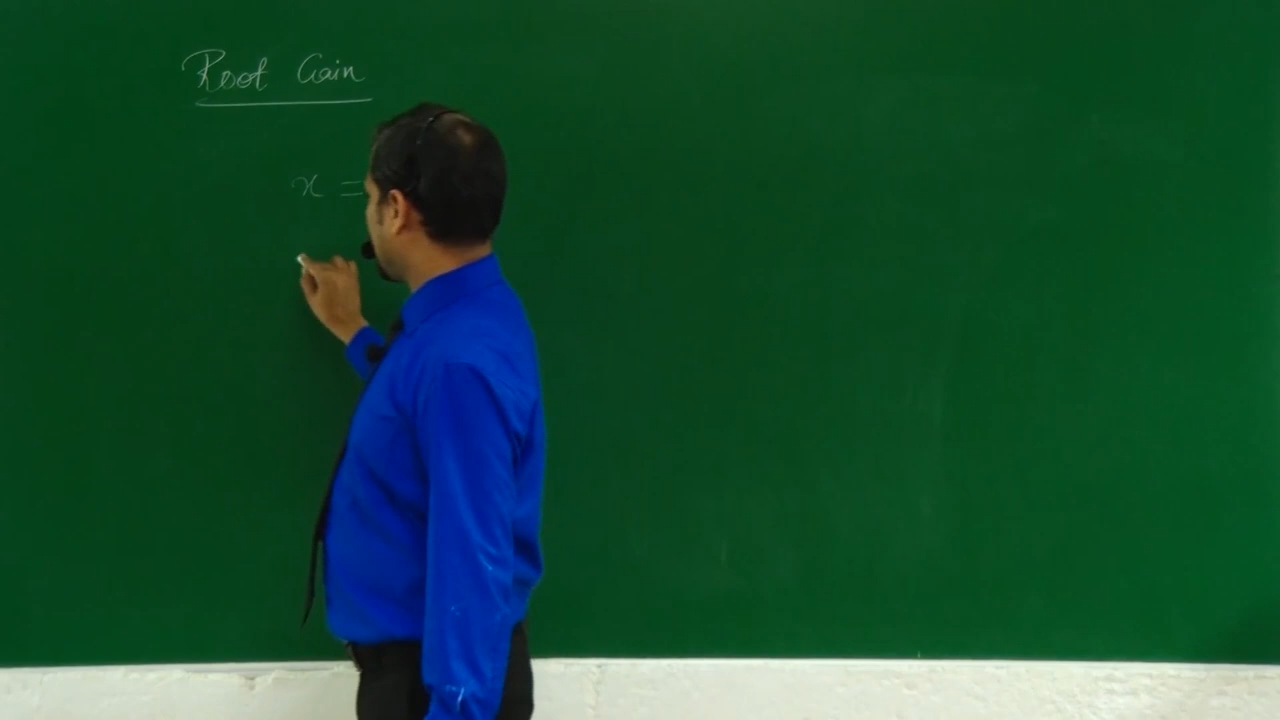 Root Gain
x =